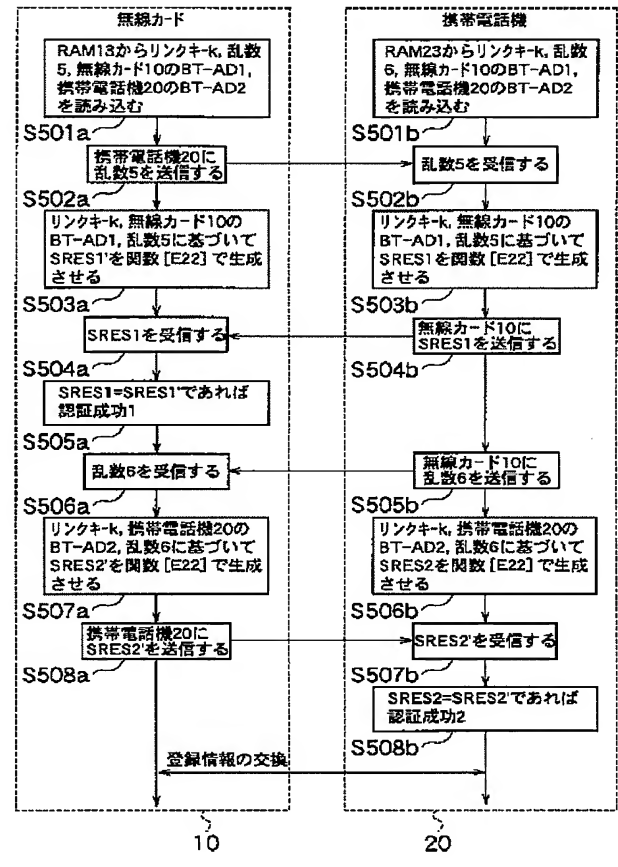 無線カード
RAM13からリンクキーk, 乱数
5, 無線カード10のBT-AD1,
携帯電話機20のBT-AD2
を読み込む
S501a
携帯電話機20に
乱数5を送信する
S502a
リンクキーk, 無線カード10の
BT-AD1, 乱数5に基づいて
SRES1'を関数[E22]で生成
させる
S503a
SRES1を受信する
S504a
SRES1=SRES1'であれば
認証成功1
S505a
乱数6を受信する
S506a
リンクキーk, 携帯電話機20の
BT-AD2, 乱数6に基づいて
SRES2'を関数[E22]で生成
させる
S507a
携帯電話機20に
SRES2'を送信する
S508a
登録情報の交換
10
携帯電話機
RAM23からリンクキーk, 乱数
6, 無線カード10のBT-AD1,
携帯電話機20のBT-AD2
を読み込む
S501b
乱数5を受信する
S502b
リンクキーk, 無線カード10の
BT-AD1, 乱数5に基づいて
SRES1を関数[E22]で生成
させる
S503b
無線カード10に
SRES1を送信する
S504b
無線カード10に
乱数6を送信する
S505b
リンクキーk, 携帯電話機20の
BT-AD2, 乱数6に基づいて
SRES2を関数[E22]で生成
させる
S506b
SRES2'を受信する
S507b
SRES2=SRES2'であれば
認証成功2
S508b
20